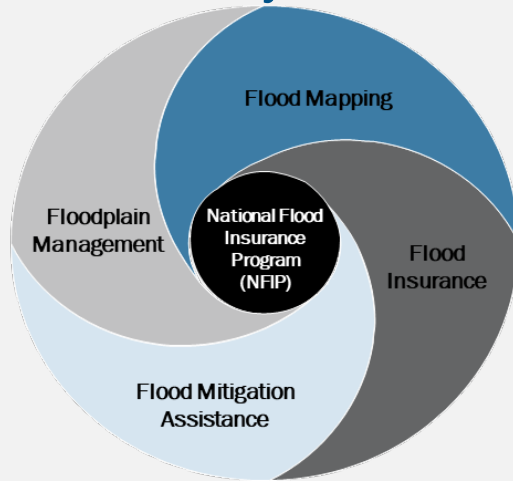 Flood Mapping
Floodplain
Management
National Flood
Insurance
Program
(NFIP)
Flood
Insurance
Flood Mitigation
Assistance